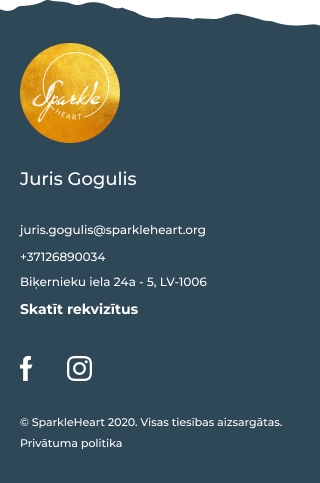 Sparkle
HEART
Juris Gogulis
juris.gogulis@sparkleheart.org
+37126890034
Biķernieku iela 24a - 5, LV-1006
Skatīt rekvizītus
© SparkleHeart 2020. Visas tiesības aizsargātas.
Privātuma politika